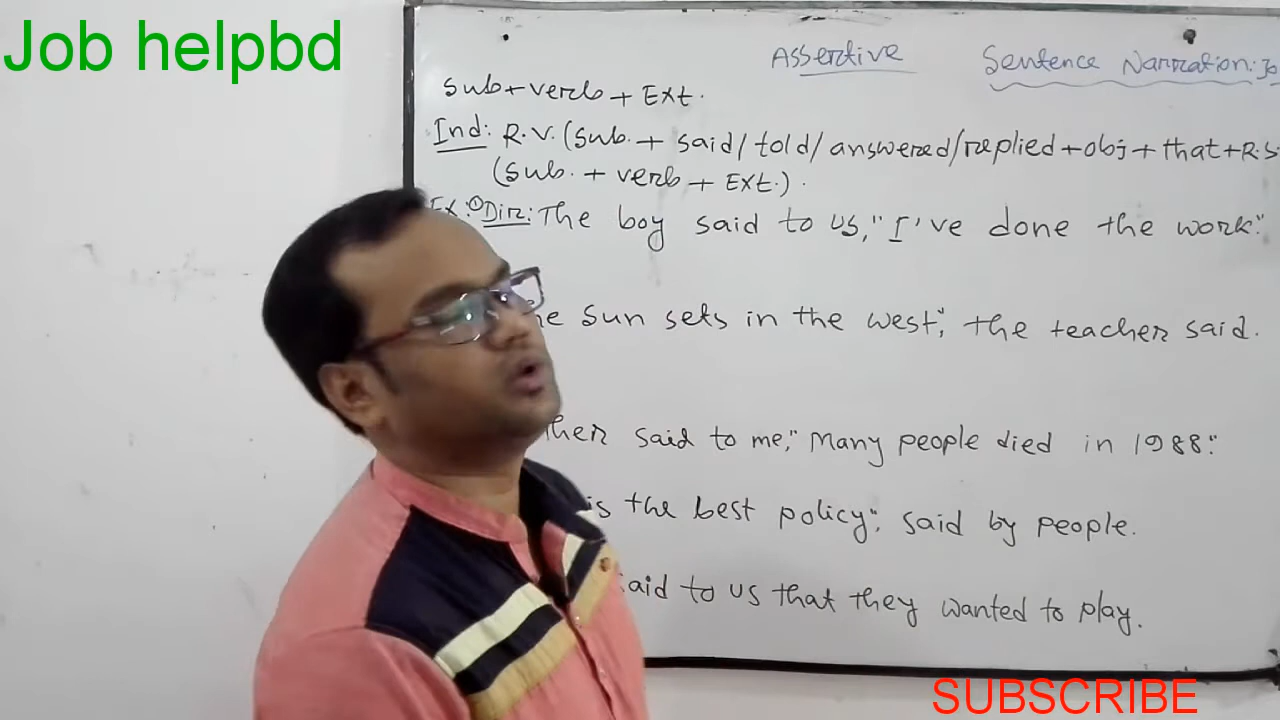 Job helpbd
Assertive Sentence Narration:
sub+verb + Ext.
Ind: R.V. (sub. + said/ told/ answered/replied+obj + that+R.S
(sub. + verb + Ext.).
Ex: ① Dir: The boy said to us, "I've done the work."
Sun sets in the west", the teacher said.
said to me, "Many people died in 1988."
is the best policy", said by people.
said to us that they wanted to play.
SUBSCRIBE